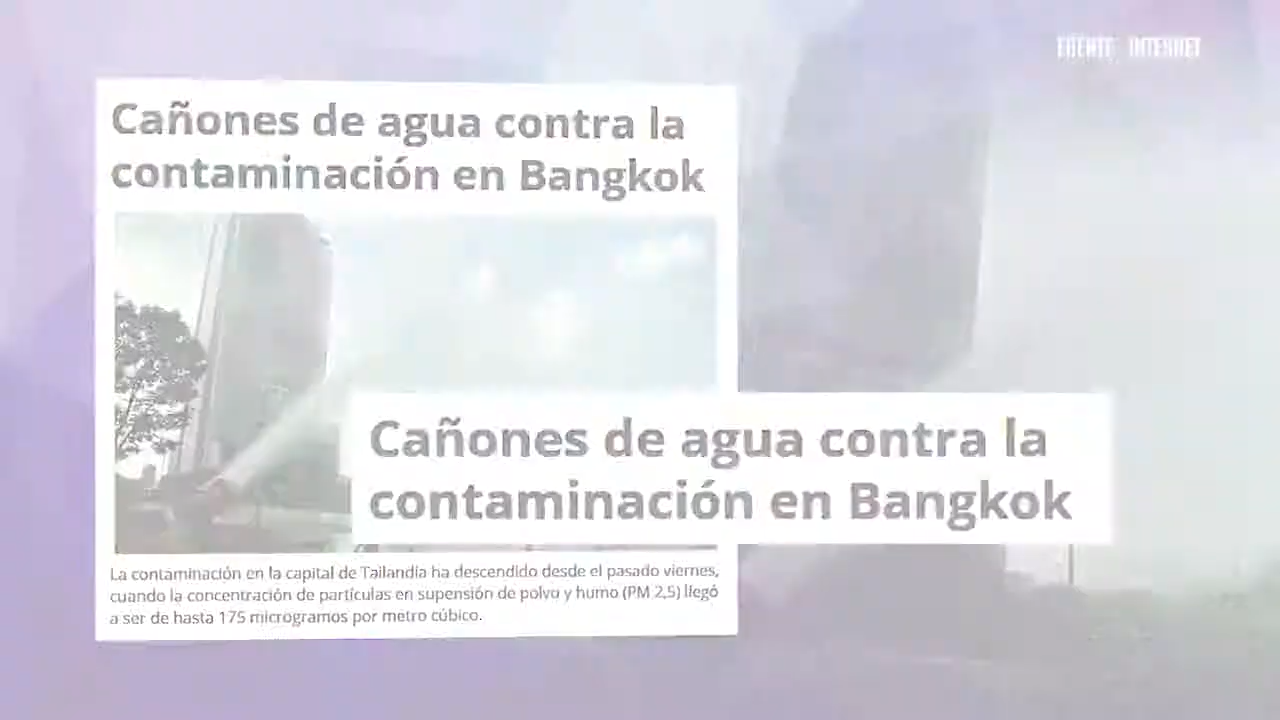 FUENTE: INTERNET
Cañones de agua contra la
contaminación en Bangkok
Cañones de agua contra la
contaminación en Bangkok
La contaminación en la capital de Tailandia ha descendido desde el pasado viernes,
cuando la concentración de partículas en supensión de polvo y humo (PM 2,5) llegó
a ser de hasta 175 microgramos por metro cúbico.